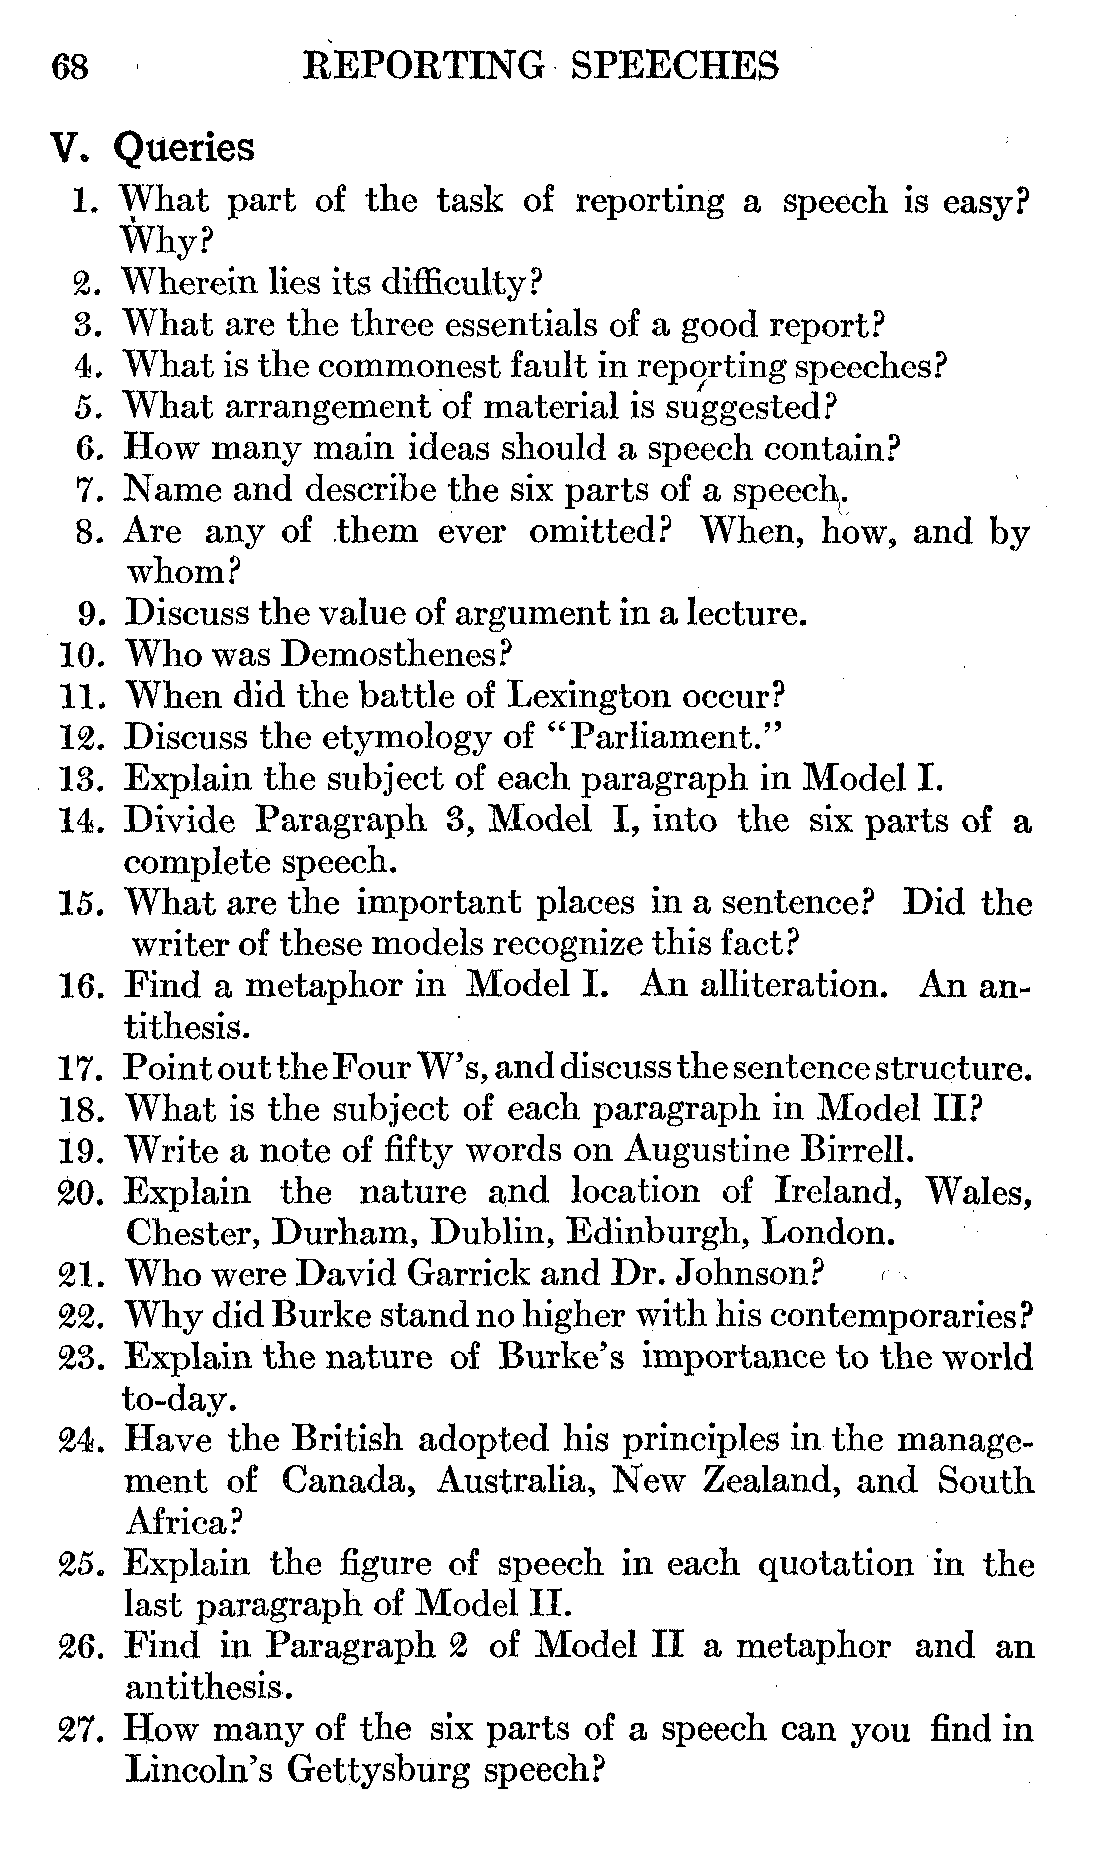 68 REPORTING SPEECHES
V. Queries
1. What part of the task of reporting a speech is easy?
Why?
2. Wherein lies its difficulty?
3. What are the three essentials of a good report?
4. What is the commonest fault in reporting speeches?
5. What arrangement of material is suggested?
6. How many main ideas should a speech contain?
7. Name and describe the six parts of a speech.
8. Are any of them ever omitted? When, how, and by
whom?
9. Discuss the value of argument in a lecture.
10. Who was Demosthenes?
11. When did the battle of Lexington occur?
12. Discuss the etymology of "Parliament."
13. Explain the subject of each paragraph in Model I.
14. Divide Paragraph 3, Model I, into the six parts of a
complete speech.
15. What are the important places in a sentence? Did the
writer of these models recognize this fact?
16. Find a metaphor in Model I. An alliteration. An an-
tithesis.
17. Point out the Four W's, and discuss the sentence structure.
18. What is the subject of each paragraph in Model II?
19. Write a note of fifty words on Augustine Birrell.
20. Explain the nature and location of Ireland, Wales,
Chester, Durham, Dublin, Edinburgh, London.
21. Who were David Garrick and Dr. Johnson?
22. Why did Burke stand no higher with his contemporaries?
23. Explain the nature of Burke's importance to the world
to-day.
24. Have the British adopted his principles in the manage-
ment of Canada, Australia, New Zealand, and South
Africa?
25. Explain the figure of speech in each quotation in the
last paragraph of Model II.
26. Find in Paragraph 2 of Model II a metaphor and an
antithesis.
27. How many of the six parts of a speech can you find in
Lincoln's Gettysburg speech?